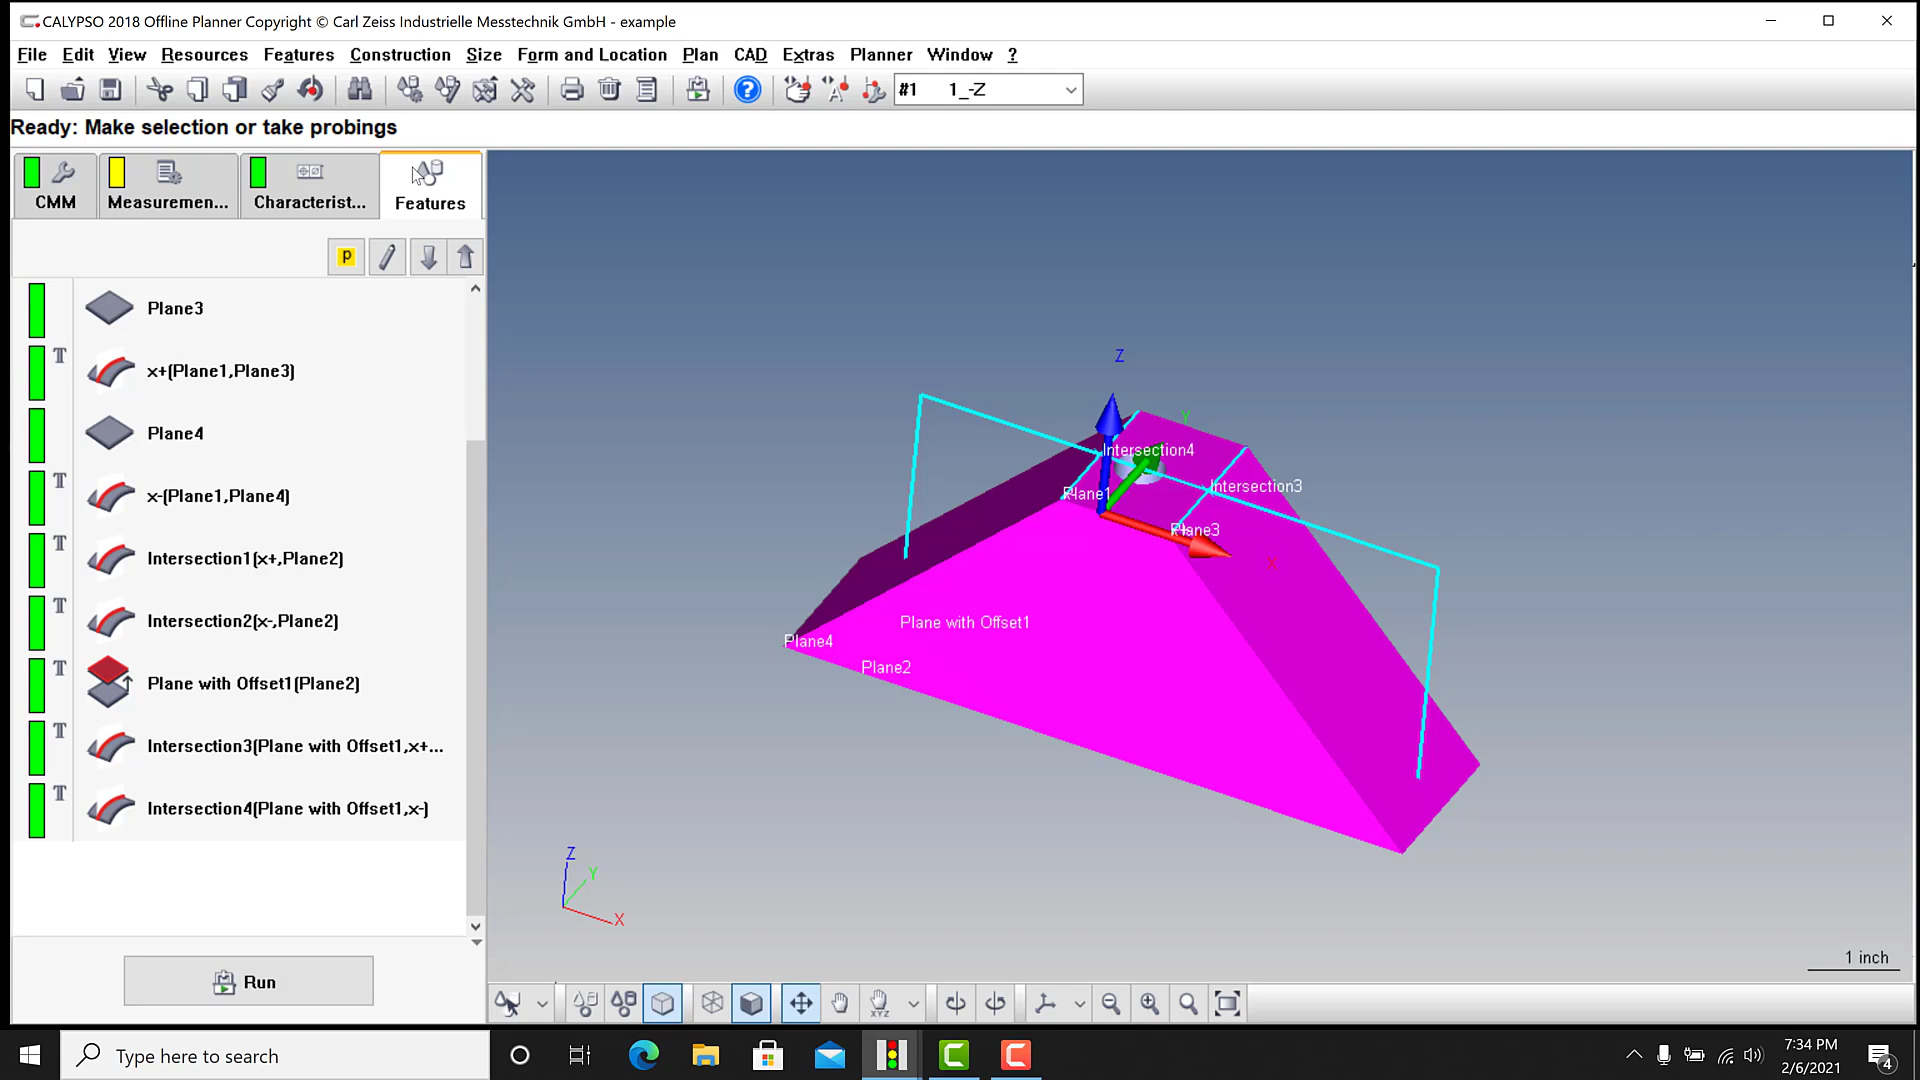 CALYPSO 2018 Offline Planner Copyright © Carl Zeiss Industrielle Messtechnik GmbH - example
File Edit View Resources Features Construction Size Form and Location Plan CAD Extras Planner Window ?
#1 1_-Z
Ready: Make selection or take probings
CMM Measuremen... Characterist... Features
P
Plane3
T x+(Plane1,Plane3)
Plane4
T x-(Plane1,Plane4)
T Intersection1(x+,Plane2)
T Intersection2(x-,Plane2)
T Plane with Offset1(Plane2)
T Intersection3(Plane with Offset1,x+...
T Intersection4(Plane with Offset1,x-)
Run
Z
Y
Intersection4
Plane1
Intersection3
Plane3
X
Plane with Offset1
Plane4
Plane2
Z
Y
X
1 inch
XYZ
Type here to search
7:34 PM
2/6/2021
4